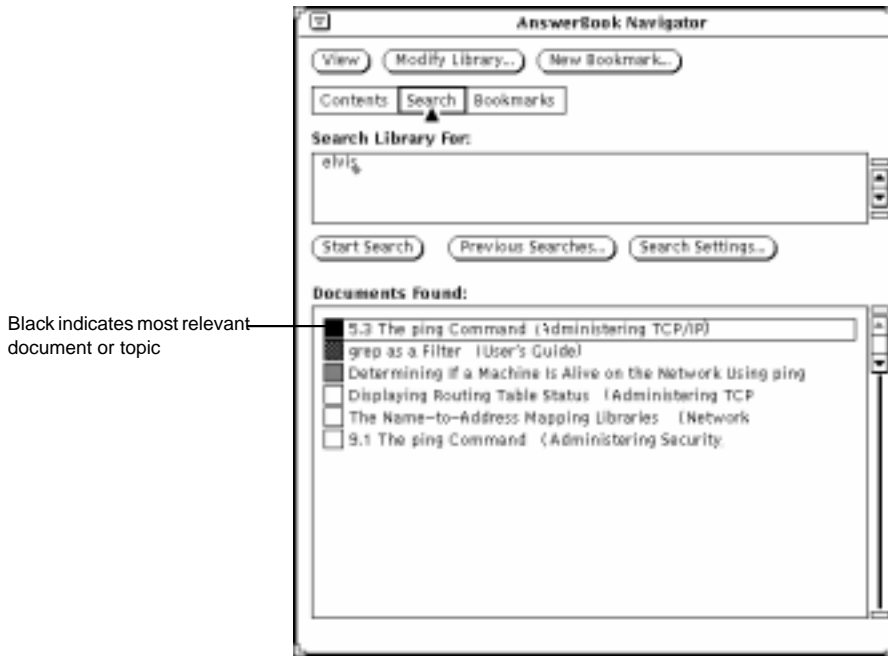 AnswerBook Navigator
View Modify Library... New Bookmark...
Contents Search Bookmarks
Search Library For:
elvis
Start Search Previous Searches... Search Settings...
Documents Found:
Black indicates most relevant
document or topic
5.3 The ping Command (Administering TCP/IP)
grep as a Filter (User's Guide)
Determining If a Machine Is Alive on the Network Using ping
Displaying Routing Table Status (Administering TCP
The Name-to-Address Mapping Libraries (Network
9.1 The ping Command (Administering Security